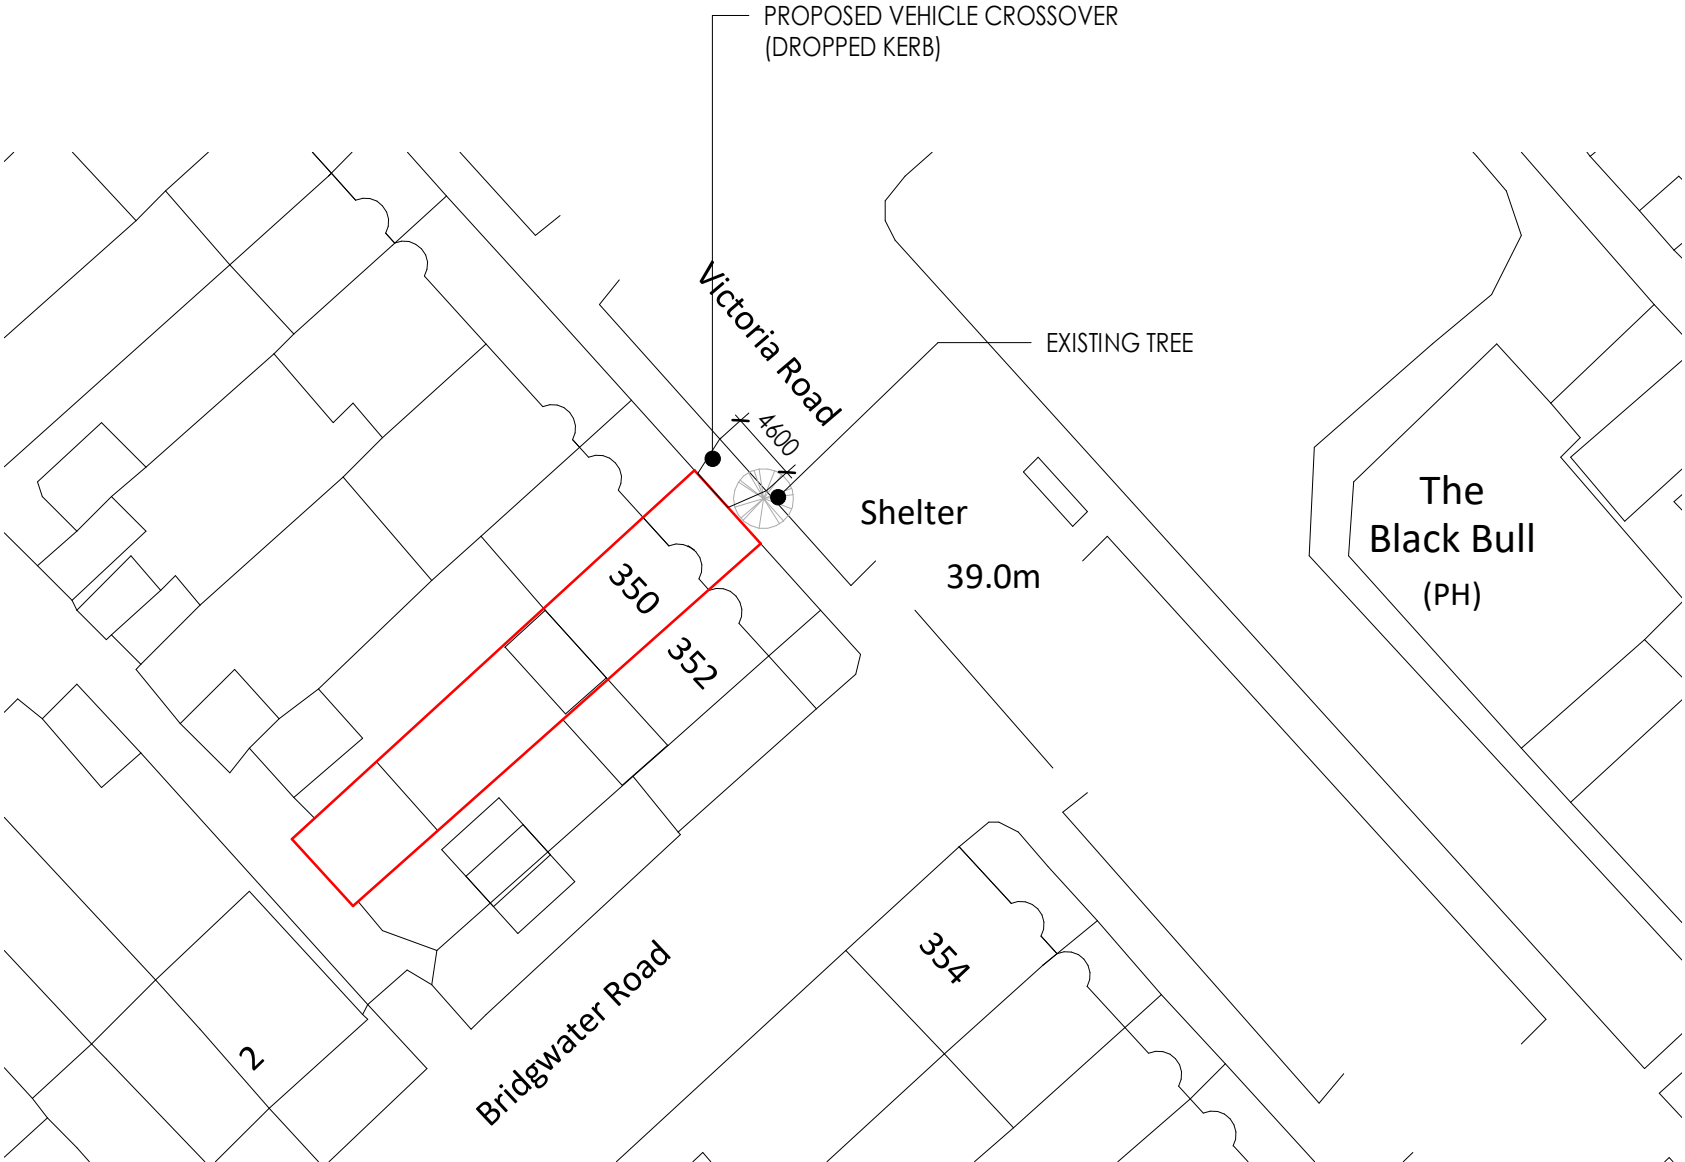 PROPOSED VEHICLE CROSSOVER
(DROPPED KERB)
Victoria Road
EXISTING TREE
4600
Shelter
39.0m
The
Black Bull
(PH)
350
352
354
Bridgwater Road
2